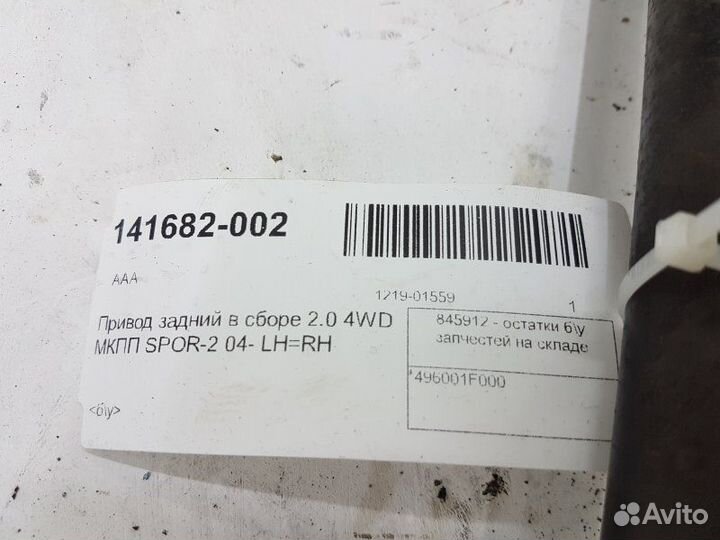 141682-002
AAA
1219-01559
1
Привод задний в сборе 2.0 4WD
МКПП SPOR-2 04- LH=RH
845912 - остатки б\у
запчестей на складе
496001F000
<б\у>
Avito